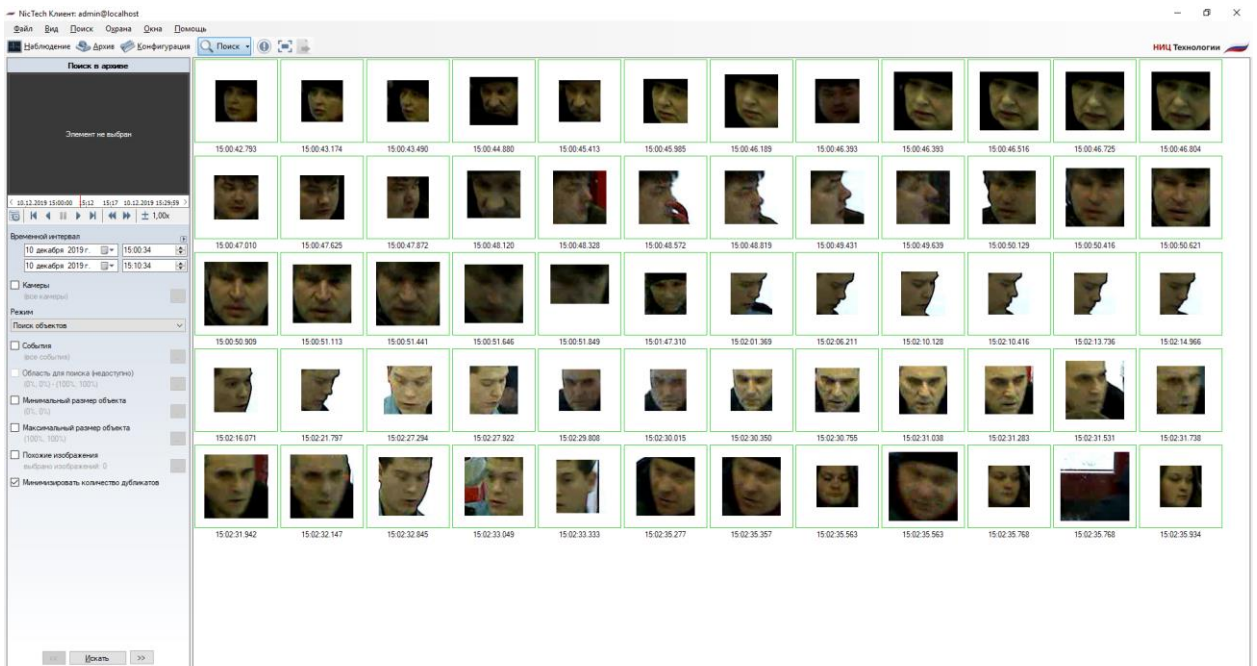 NicTech Клиент: admin@localhost
Файл Вид Поиск Охрана Окна Помощь
Наблюдение Архив Конфигурация Поиск
НИЦ Технологии
Поиск в архиве
Элемент не выбран
10.12.2019 15:00:00 15:12 15:17 10.12.2019 15:29:59
1,00x
Временной интервал
10 декабря 2019 г. 15:00:34
10 декабря 2019 г. 15:10:34
Камеры
(все камеры)
Режим
Поиск объектов
События
(все события)
Область для поиска (недоступно)
(0%, 0%) - (100%, 100%)
Минимальный размер объекта
(0%, 0%)
Максимальный размер объекта
(100%, 100%)
Похожие изображения
выбрано изображений: 0
Минимизировать количество дубликатов
<< Искать >>
15:00:42.793 15:00:43.174 15:00:43.490 15:00:44.880 15:00:45.413 15:00:45.985 15:00:46.189 15:00:46.393 15:00:46.393 15:00:46.516 15:00:46.725 15:00:46.804
15:00:47.010 15:00:47.625 15:00:47.872 15:00:48.120 15:00:48.328 15:00:48.572 15:00:48.819 15:00:49.431 15:00:49.639 15:00:50.129 15:00:50.416 15:00:50.621
15:00:50.909 15:00:51.113 15:00:51.441 15:00:51.646 15:00:51.849 15:01:47.310 15:02:01.369 15:02:06.211 15:02:10.128 15:02:10.416 15:02:13.736 15:02:14.966
15:02:16.071 15:02:21.797 15:02:27.294 15:02:27.922 15:02:29.808 15:02:30.015 15:02:30.350 15:02:30.755 15:02:31.038 15:02:31.283 15:02:31.531 15:02:31.738
15:02:31.942 15:02:32.147 15:02:32.845 15:02:33.049 15:02:33.333 15:02:35.277 15:02:35.357 15:02:35.563 15:02:35.563 15:02:35.768 15:02:35.768 15:02:35.934